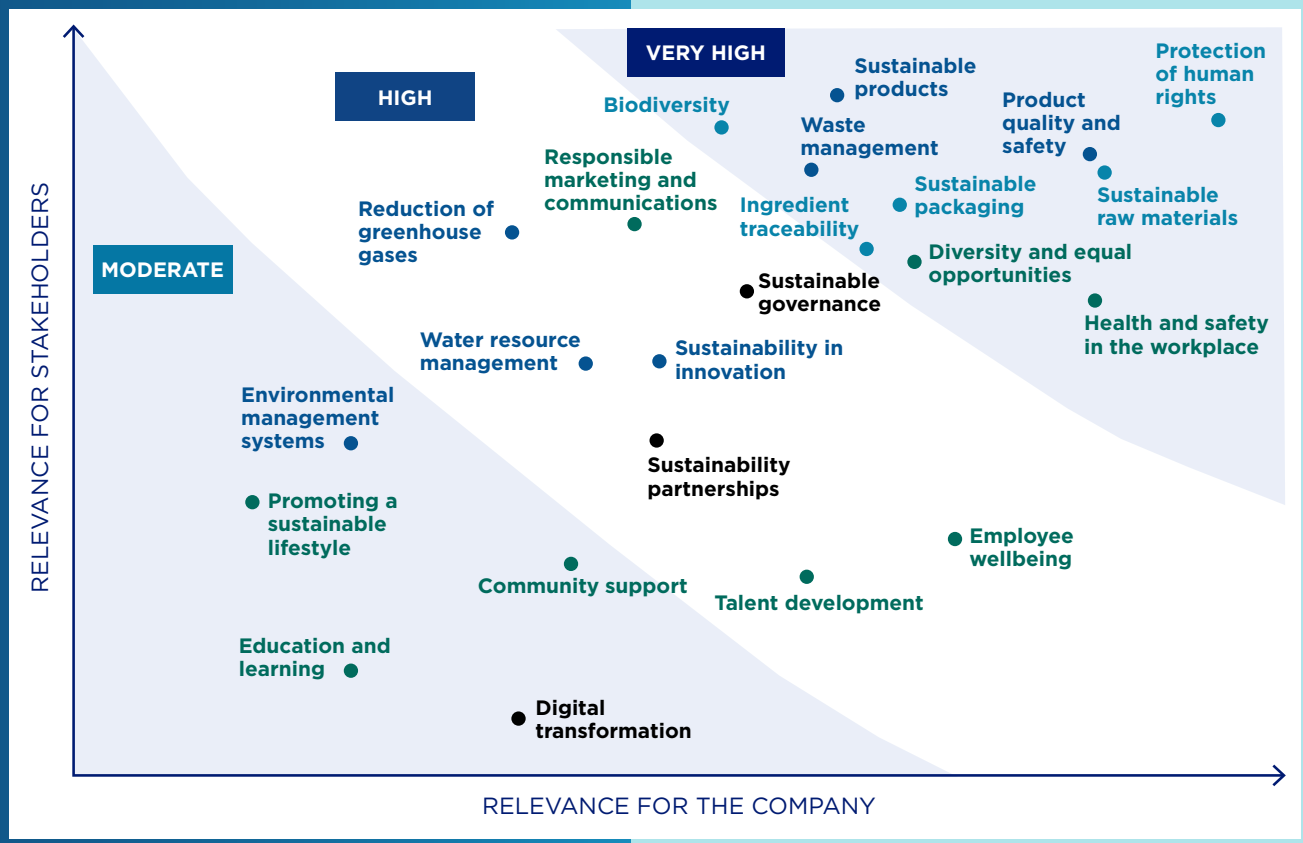 VERY HIGH
HIGH
MODERATE
RELEVANCE FOR STAKEHOLDERS
Protection
of human
rights
Sustainable
products
Product
quality and
safety
Biodiversity
Waste
management
Responsible
marketing and
communications
Sustainable
packaging
Sustainable
raw materials
Ingredient
traceability
Reduction of
greenhouse
gases
Diversity and equal
opportunities
Sustainable
governance
Health and safety
in the workplace
Water resource
management
Sustainability in
innovation
Environmental
management
systems
Sustainability
partnerships
Promoting a
sustainable
lifestyle
Employee
wellbeing
Community support
Talent development
Education and
learning
Digital
transformation
RELEVANCE FOR THE COMPANY